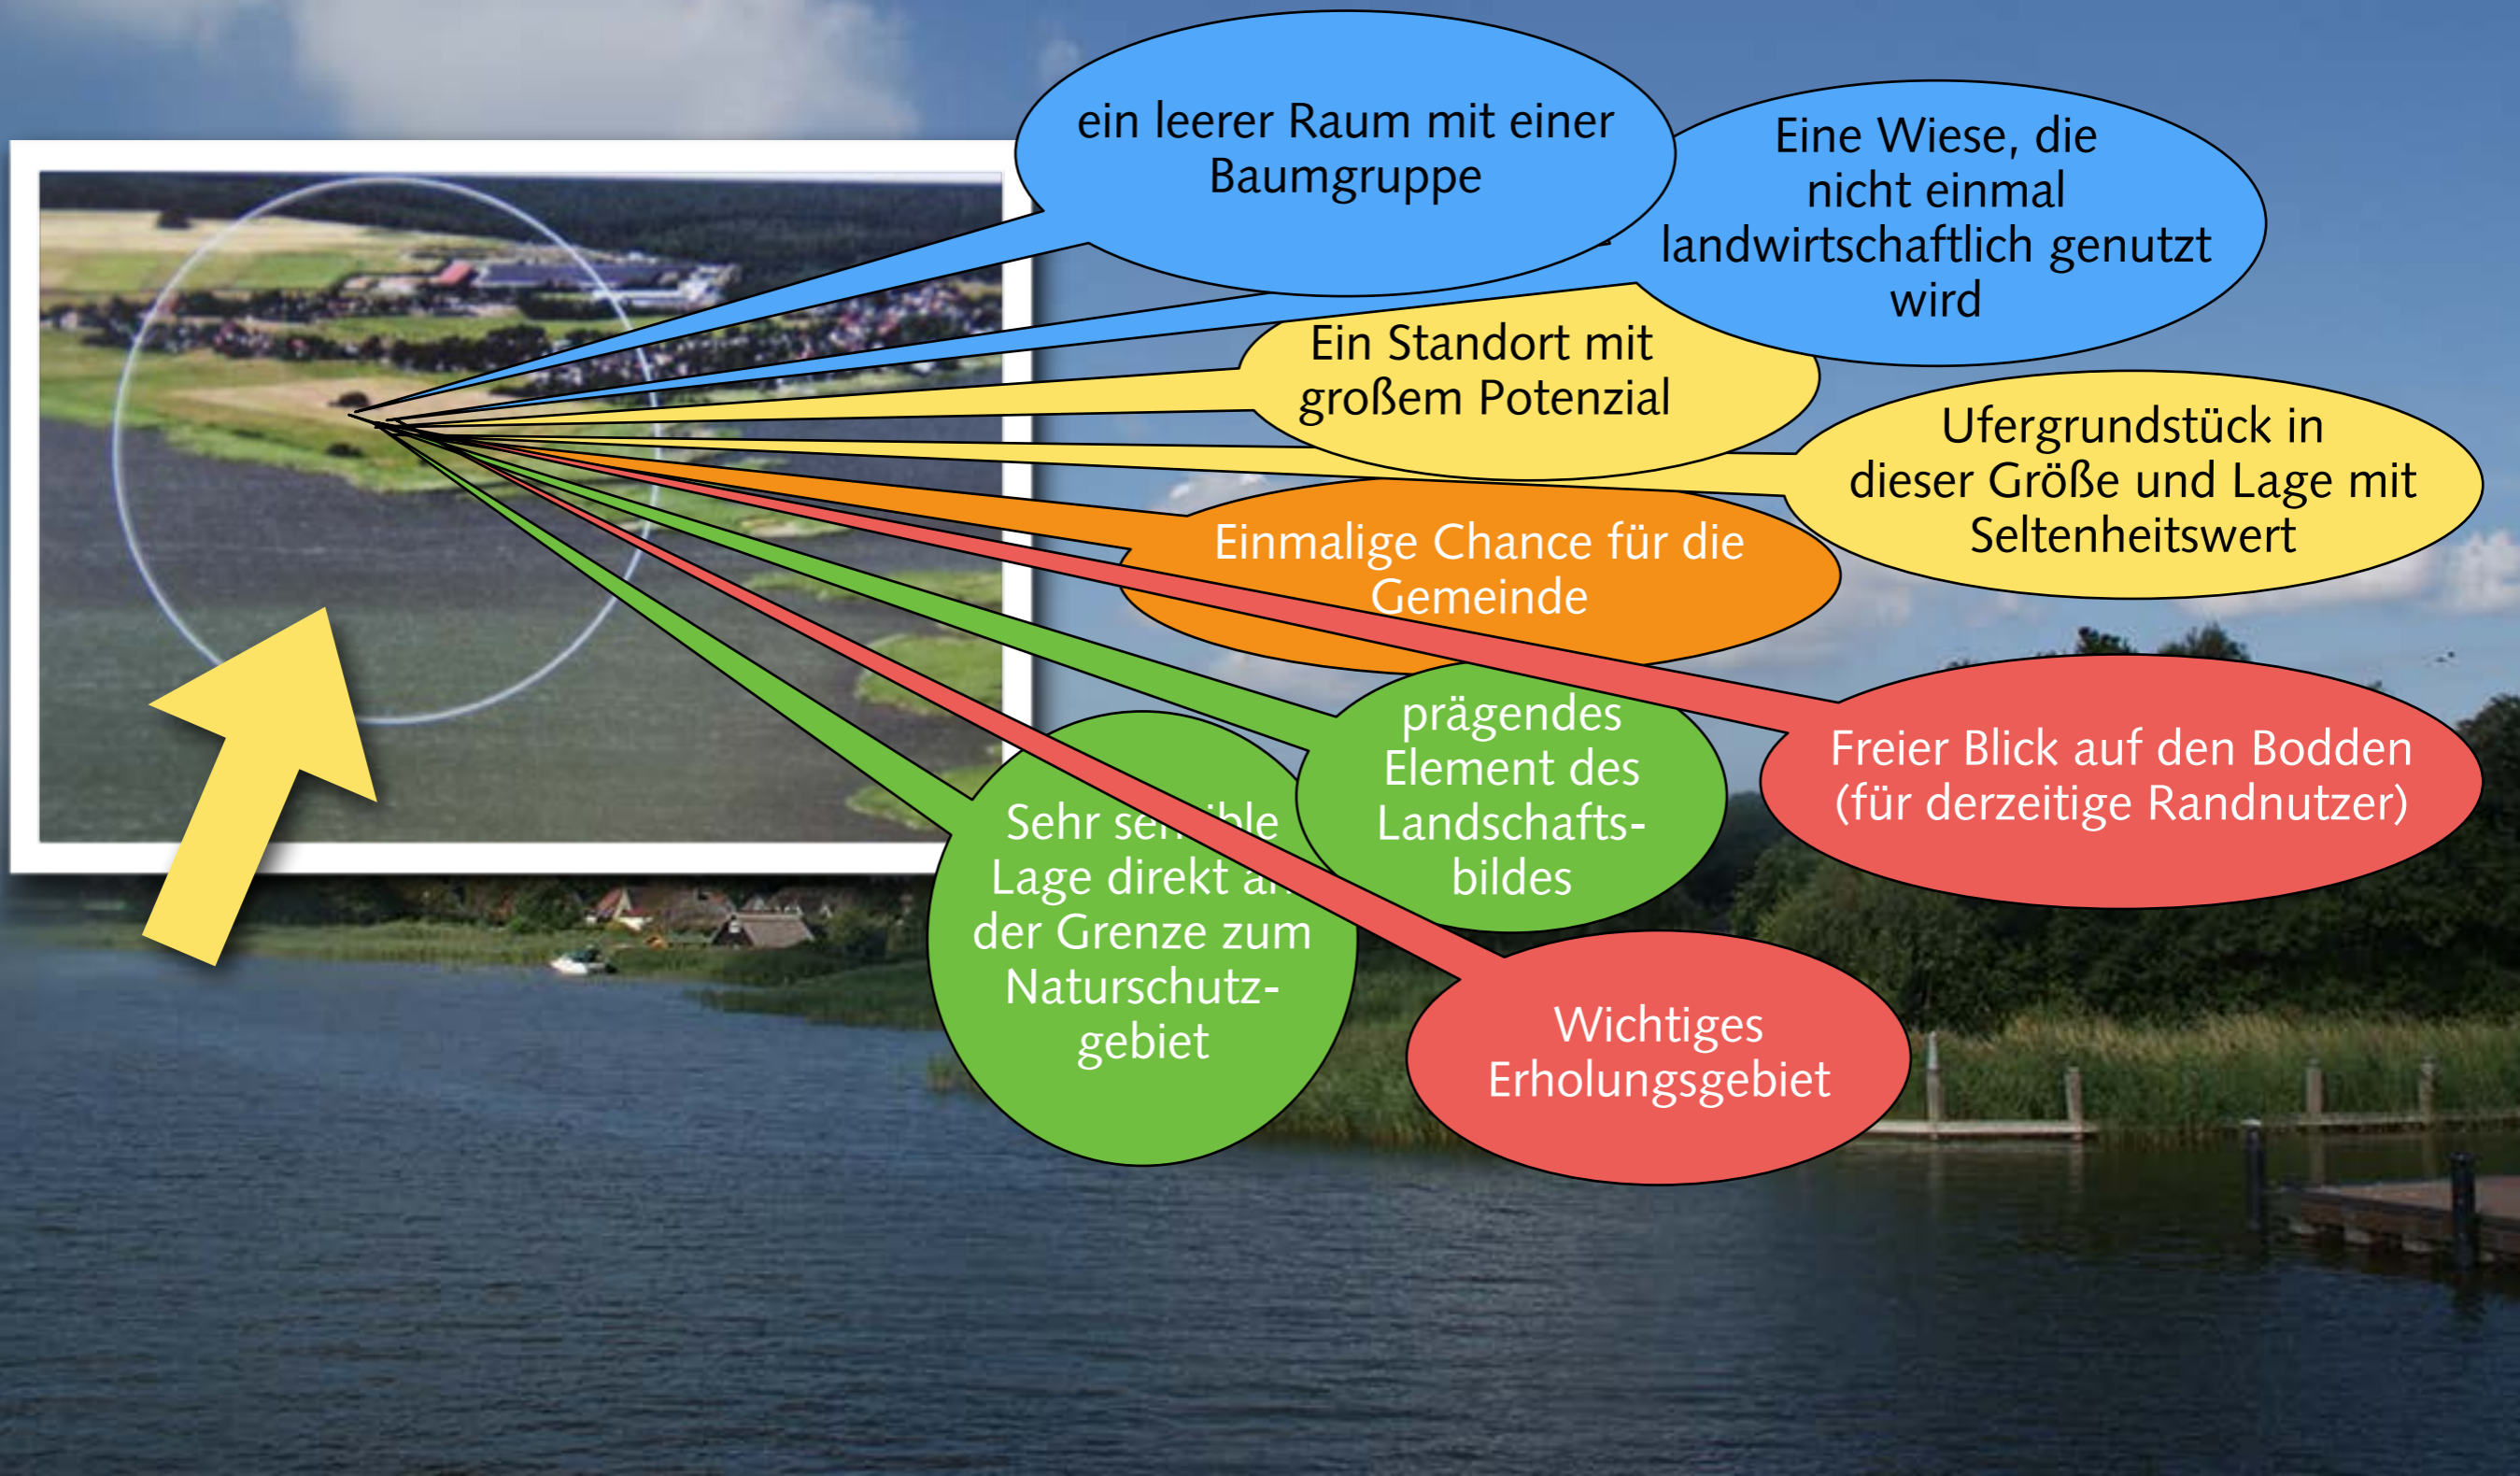 ein leerer Raum mit einer
Baumgruppe
Eine Wiese, die
nicht einmal
landwirtschaftlich genutzt
wird
Ein Standort mit
großem Potenzial
Ufergrundstück in
dieser Größe und Lage mit
Seltenheitswert
Einmalige Chance für die
Gemeinde
prägendes
Element des
Landschafts-
bildes
Freier Blick auf den Bodden
(für derzeitige Randnutzer)
Sehr sensible
Lage direkt an
der Grenze zum
Naturschutz-
gebiet
Wichtiges
Erholungsgebiet